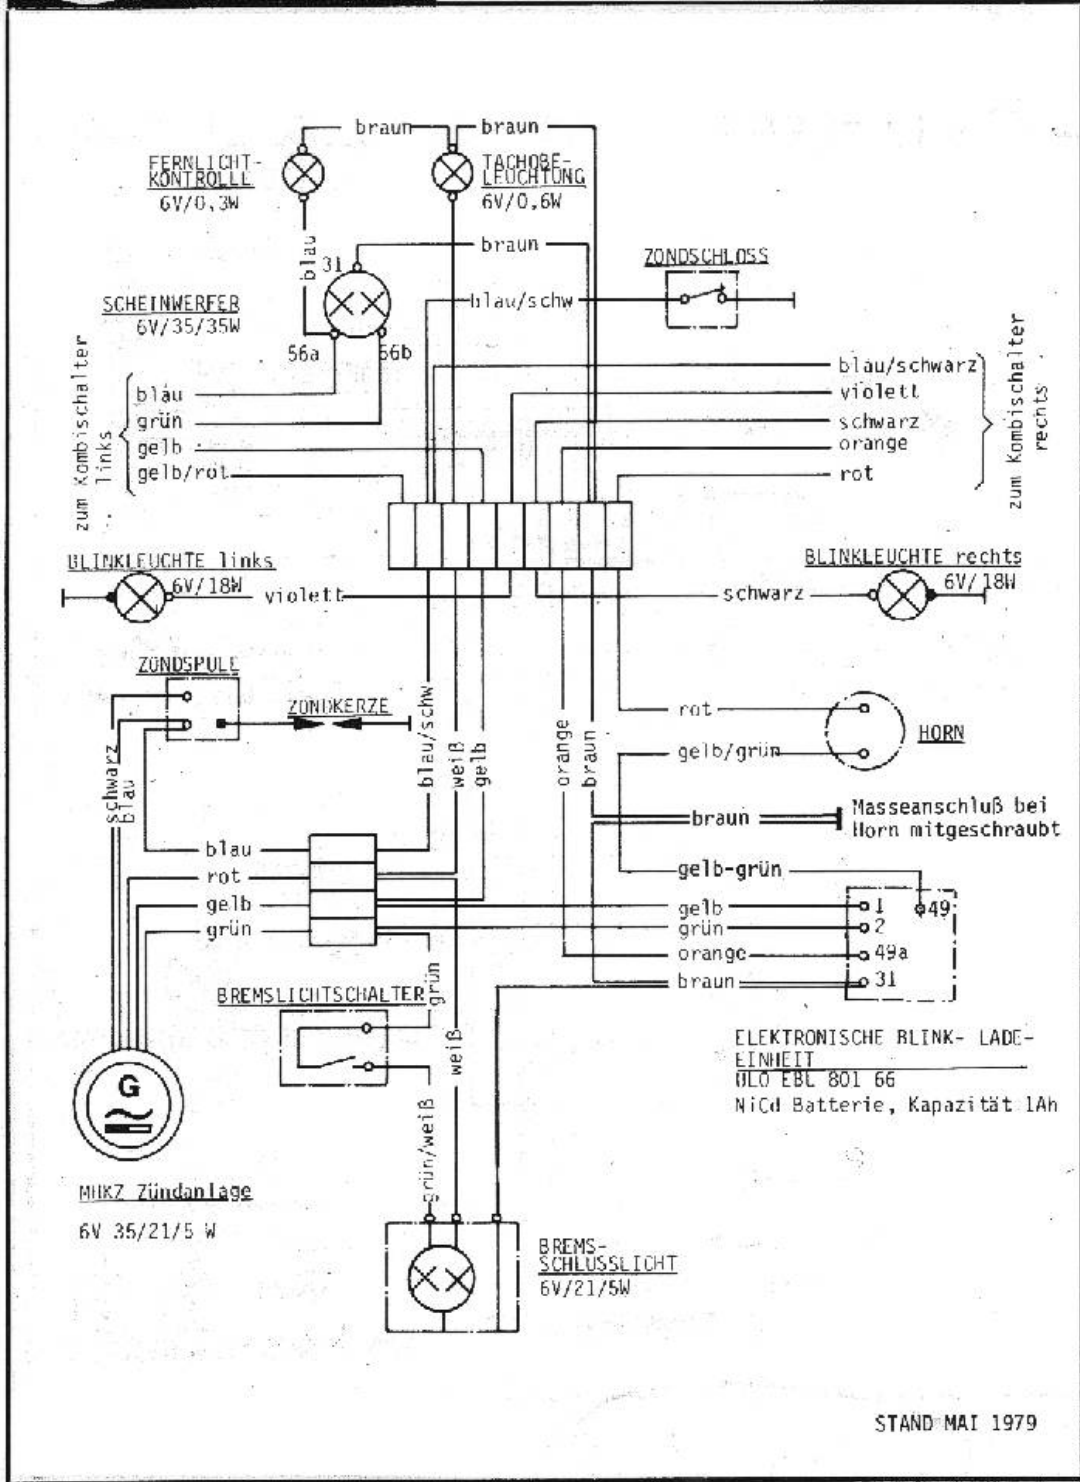 braun
braun
FERNLICHT-
KONTROLLL
6V/0,3W
TACHOBE-
LEUCHTUNG
6V/0,6W
blau
31
braun
ZÖNDSCHLOSS
blau/schw
SCHEINWERFER
6V/35/35W
56a
56b
zum Kombischalter
links
blau
grün
gelb
gelb/rot
blau/schwarz
violett
schwarz
orange
rot
zum Kombischalter
rechts
BLINKLEUCHTE links
6V/18W
violett
BLINKLEUCHTE rechts
6V/18W
schwarz
ZÖNDSPULE
ZÖNDKERZE
schwarz
blau
blau/schw
weiß
gelb
orange
braun
rot
gelb/grün
HORN
braun
Masseanschluß bei
Horn mitgeschraubt
blau
rot
gelb
grün
gelb-grün
gelb
grün
orange
braun
1
2
49
49a
31
BREMSLICHTSCHALTER
grün
weiß
grün/weiß
ELEKTRONISCHE BLINK- LADE-
EINHEIT
ULO EBL 801 66
NiCd Batterie, Kapazität 1Ah
G
MHKZ Zündanlage
6V 35/21/5 W
BREMS-
SCHLUSSLICHT
6V/21/5W
STAND MAI 1979